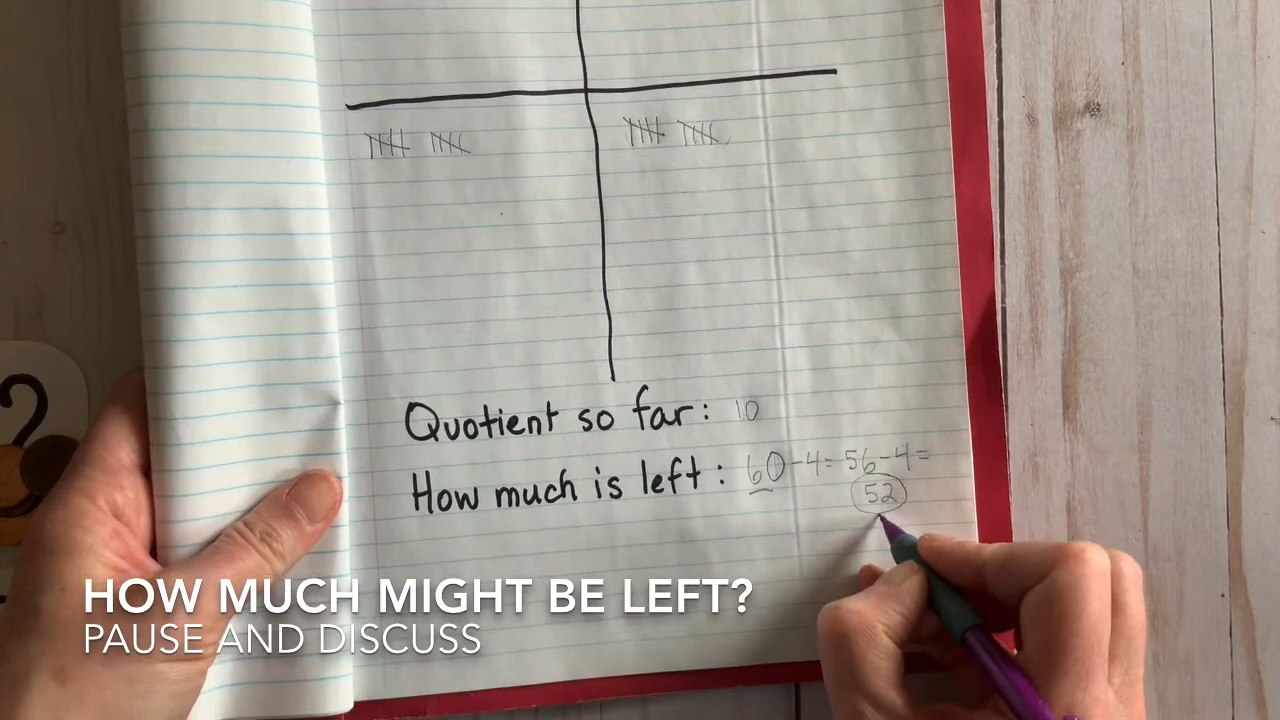 Quotient so far: 10
How much is left: 60-4=56-4=
52
HOW MUCH MIGHT BE LEFT?
PAUSE AND DISCUSS